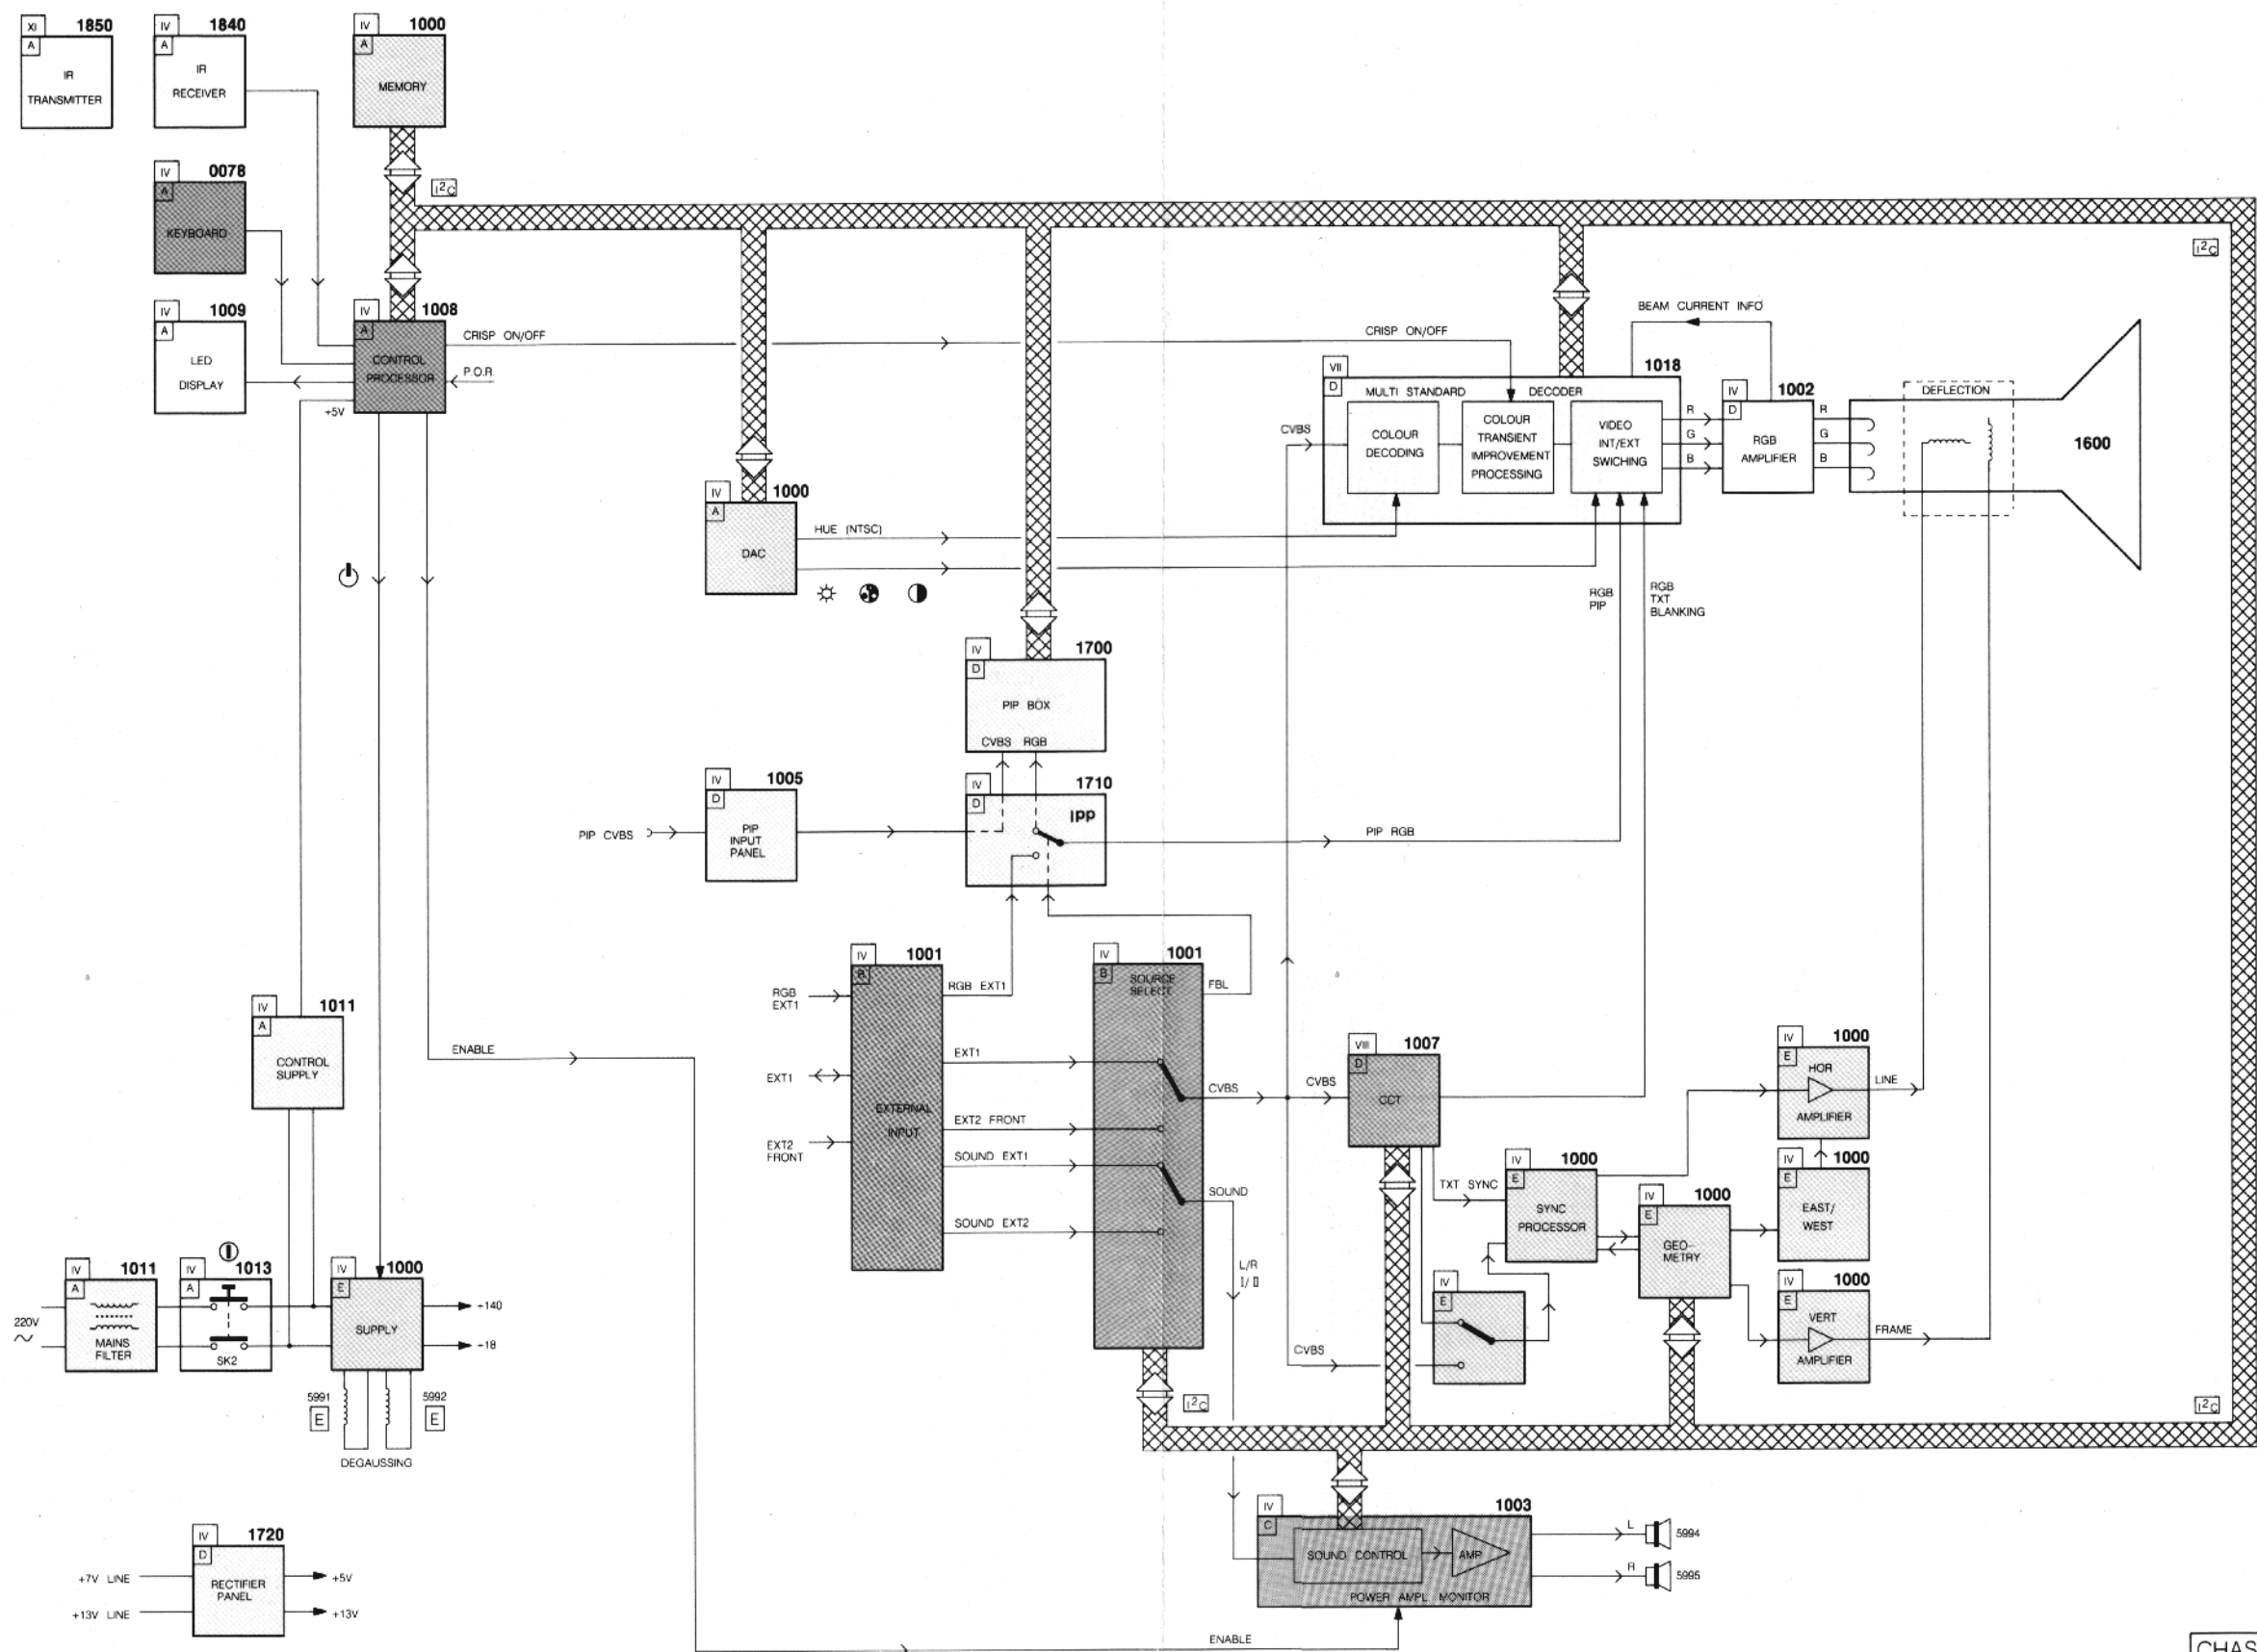 XI 1850
A
IR
TRANSMITTER
IV 1840
A
IR
RECEIVER
IV 1000
A
MEMORY
IV 0078
A
KEYBOARD
I²C
I²C
IV 1009
A
LED
DISPLAY
IV 1008
A
CONTROL
PROCESSOR
CRISP ON/OFF
P.O.R.
+5V
CRISP ON/OFF
BEAM CURRENT INFO
VII 1018
D
MULTI STANDARD DECODER
CVBS
COLOUR
DECODING
COLOUR
TRANSIENT
IMPROVEMENT
PROCESSING
VIDEO
INT/EXT
SWICHING
R
G
B
IV 1002
D
RGB
AMPLIFIER
R
G
B
DEFLECTION
1600
IV 1000
A
DAC
HUE (NTSC)
RGB
PIP
RGB
TXT
BLANKING
IV 1700
D
PIP BOX
CVBS RGB
IV 1005
D
PIP
INPUT
PANEL
PIP CVBS
IV 1710
D
IPP
PIP RGB
IV 1001
B
EXTERNAL
INPUT
RGB
EXT1
EXT1
EXT2
FRONT
RGB EXT1
EXT1
EXT2 FRONT
SOUND EXT1
SOUND EXT2
IV 1001
B
SOURCE
SELECT
FBL
CVBS
SOUND
L/R
I/II
CVBS
VIII 1007
D
CCT
TXT SYNC
IV 1000
E
SYNC
PROCESSOR
IV 1000
E
GEO-
METRY
IV 1000
E
HOR
AMPLIFIER
LINE
IV 1000
E
EAST/
WEST
IV 1000
E
VERT
AMPLIFIER
FRAME
IV
E
CVBS
I²C
I²C
IV 1011
A
CONTROL
SUPPLY
ENABLE
220V
IV 1011
A
MAINS
FILTER
IV 1013
A
SK2
IV 1000
E
SUPPLY
+140
-18
5991
E
5992
E
DEGAUSSING
IV 1720
D
RECTIFIER
PANEL
+7V LINE
+13V LINE
+5V
+13V
IV 1003
C
SOUND CONTROL
AMP
POWER AMPL MONITOR
L
5994
R
5995
ENABLE
CHAS